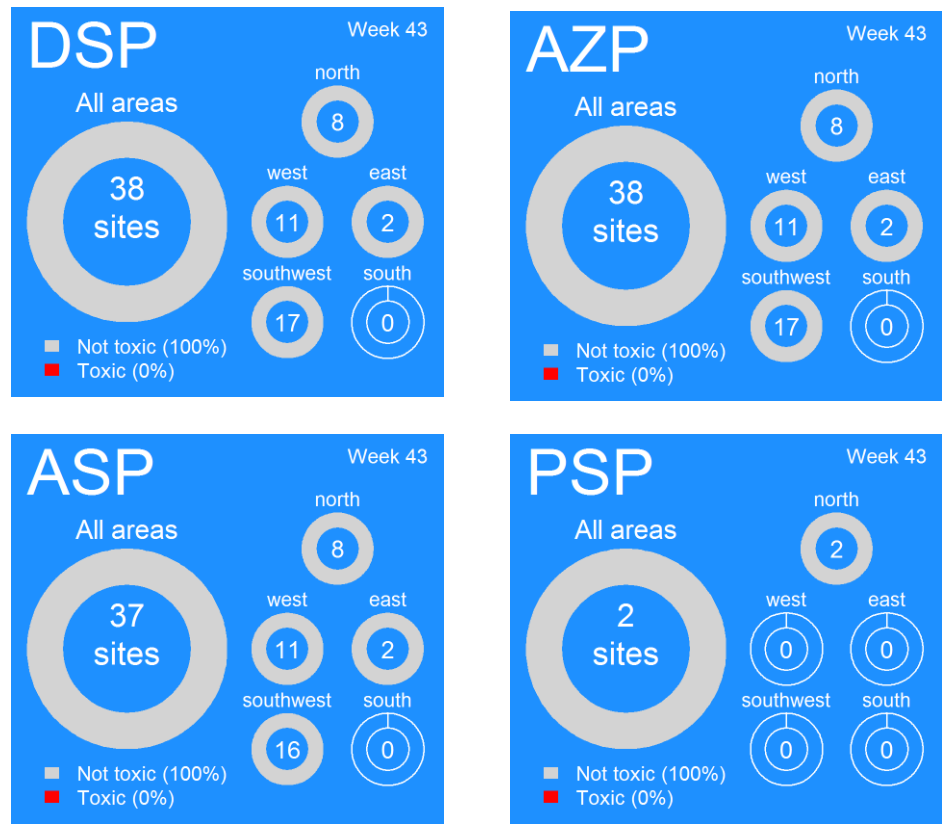 DSP
Week 43
north
All areas
8
west
east
38
sites
11
2
southwest
south
17
0
Not toxic (100%)
Toxic (0%)
AZP
Week 43
north
All areas
8
west
east
38
sites
11
2
southwest
south
17
0
Not toxic (100%)
Toxic (0%)
ASP
Week 43
north
All areas
8
west
east
37
sites
11
2
southwest
south
16
0
Not toxic (100%)
Toxic (0%)
PSP
Week 43
north
All areas
2
west
east
2
sites
0
0
southwest
south
0
0
Not toxic (100%)
Toxic (0%)